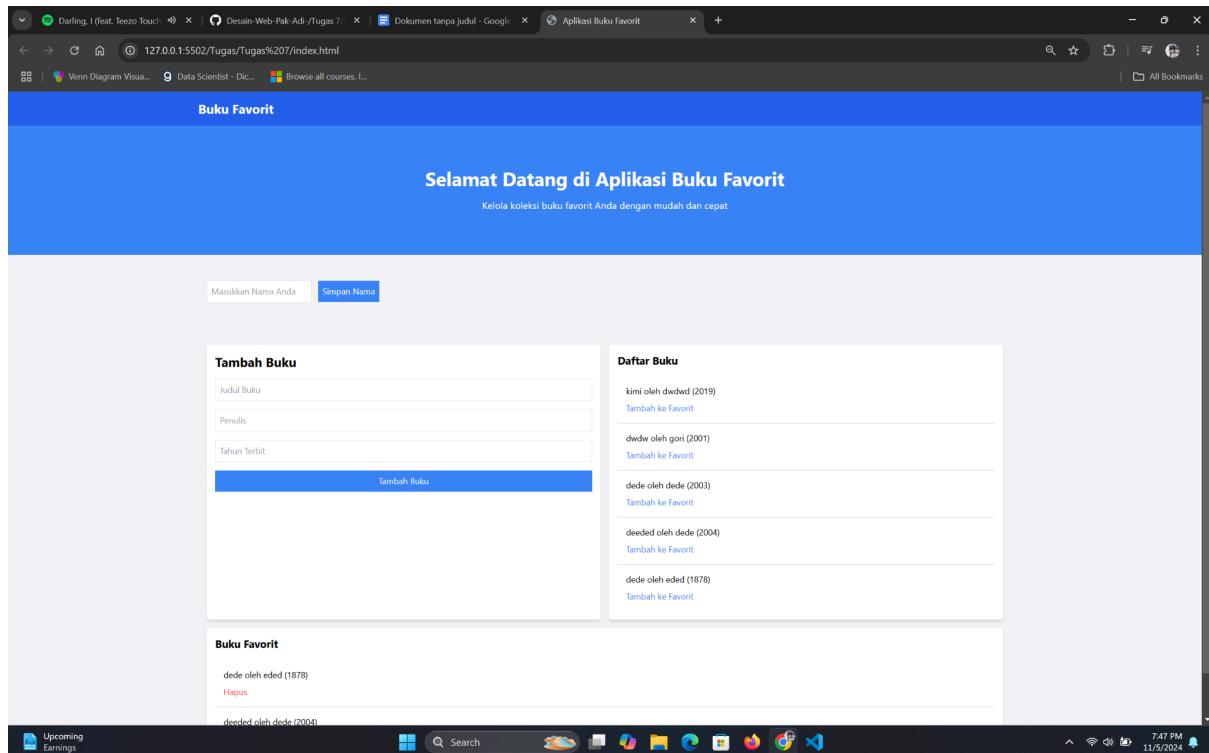 Darling, I (feat. Teezo Touch
Desain-Web-Pak-Adi-/Tugas 7/
Dokumen tanpa judul - Google
Aplikasi Buku Favorit
127.0.0.1:5502/Tugas/Tugas%207/index.html
Venn Diagram Visua...
Data Scientist - Dic...
Browse all courses, l...
All Bookmarks
Buku Favorit
Selamat Datang di Aplikasi Buku Favorit
Kelola koleksi buku favorit Anda dengan mudah dan cepat
Masukkan Nama Anda
Simpan Nama
Tambah Buku
Judul Buku
Penulis
Tahun Terbit
Tambah Buku
Daftar Buku
kimi oleh dwdwd (2019)
Tambah ke Favorit
dwdw oleh gori (2001)
Tambah ke Favorit
dede oleh dede (2003)
Tambah ke Favorit
deeded oleh dede (2004)
Tambah ke Favorit
dede oleh eded (1878)
Tambah ke Favorit
Buku Favorit
dede oleh eded (1878)
Hapus
deeded oleh dede (2004)
Upcoming
Earnings
Search
7:47 PM
11/5/2024